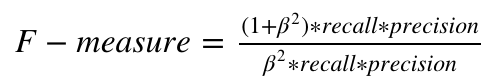 F − measure = (1+β²)∗recall∗precision / β²∗recall∗precision